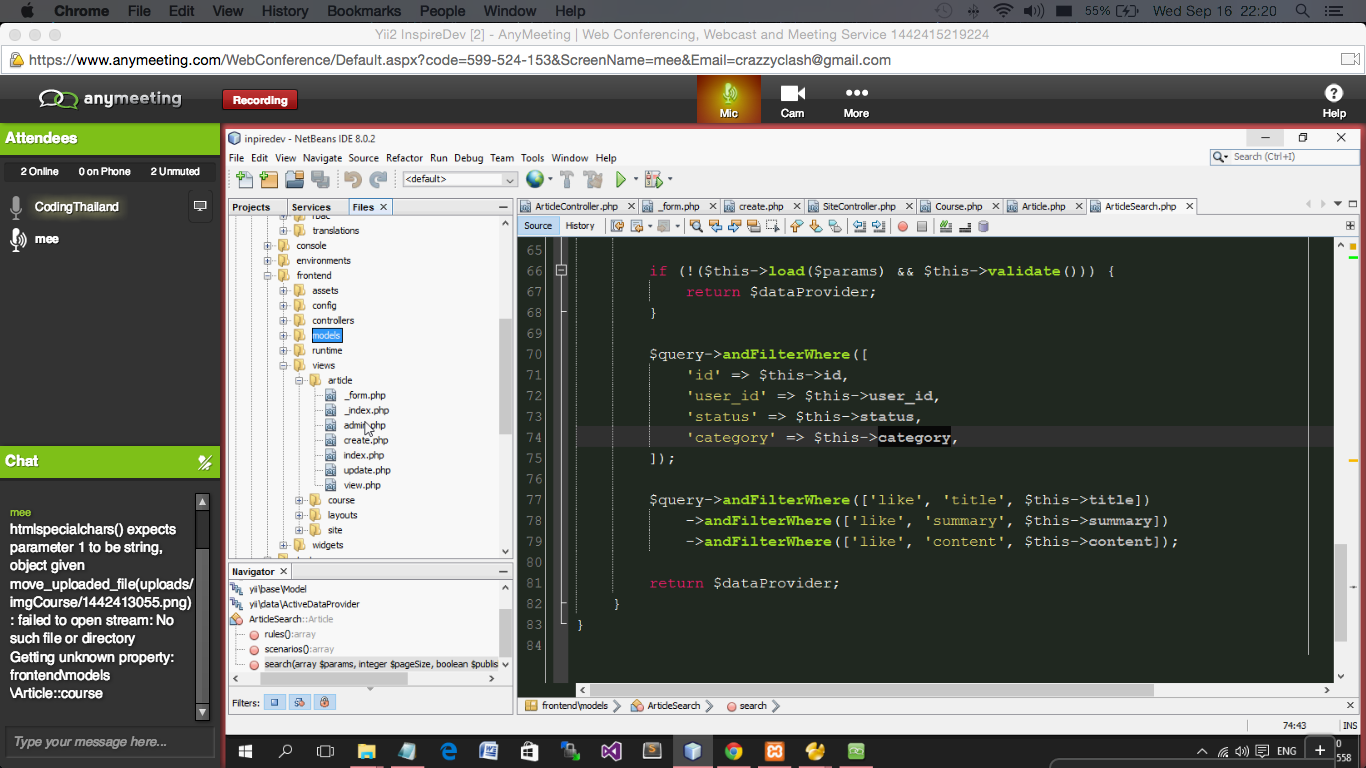 Chrome File Edit View History Bookmarks People Window Help 55% Wed Sep 16 22:20
Yii2 InspireDev [2] - AnyMeeting | Web Conferencing, Webcast and Meeting Service 1442415219224
https://www.anymeeting.com/WebConference/Default.aspx?code=599-524-153&ScreenName=mee&Email=crazzyclash@gmail.com
anymeeting Recording Mic Cam More Help
Attendees
2 Online 0 on Phone 2 Unmuted
CodingThailand
mee
Chat
mee
htmlspecialchars() expects
parameter 1 to be string,
object given
move_uploaded_file(uploads/
imgCourse/1442413055.png)
: failed to open stream: No
such file or directory
Getting unknown property:
frontend\models
\Article::course
Type your message here...
inpiredev - NetBeans IDE 8.0.2
File Edit View Navigate Source Refactor Run Debug Team Tools Window Help
Search (Ctrl+I)
<default>
Projects Services Files
rbac
translations
console
environments
frontend
assets
config
controllers
models
runtime
views
article
_form.php
_index.php
admin.php
create.php
index.php
update.php
view.php
course
layouts
site
widgets
Navigator
yii\base\Model
yii\data\ActiveDataProvider
ArticleSearch::Article
rules():array
scenarios():array
search(array $params, integer $pageSize, boolean $publis
Filters:
ArticleController.php _form.php create.php SiteController.php Course.php Article.php ArticleSearch.php
Source History
65
66 if (!($this->load($params) && $this->validate())) {
67 return $dataProvider;
68 }
69
70 $query->andFilterWhere([
71 'id' => $this->id,
72 'user_id' => $this->user_id,
73 'status' => $this->status,
74 'category' => $this->category,
75 ]);
76
77 $query->andFilterWhere(['like', 'title', $this->title])
78 ->andFilterWhere(['like', 'summary', $this->summary])
79 ->andFilterWhere(['like', 'content', $this->content]);
80
81 return $dataProvider;
82 }
83 }
84
frontend\models ArticleSearch search
74:43 INS
ENG